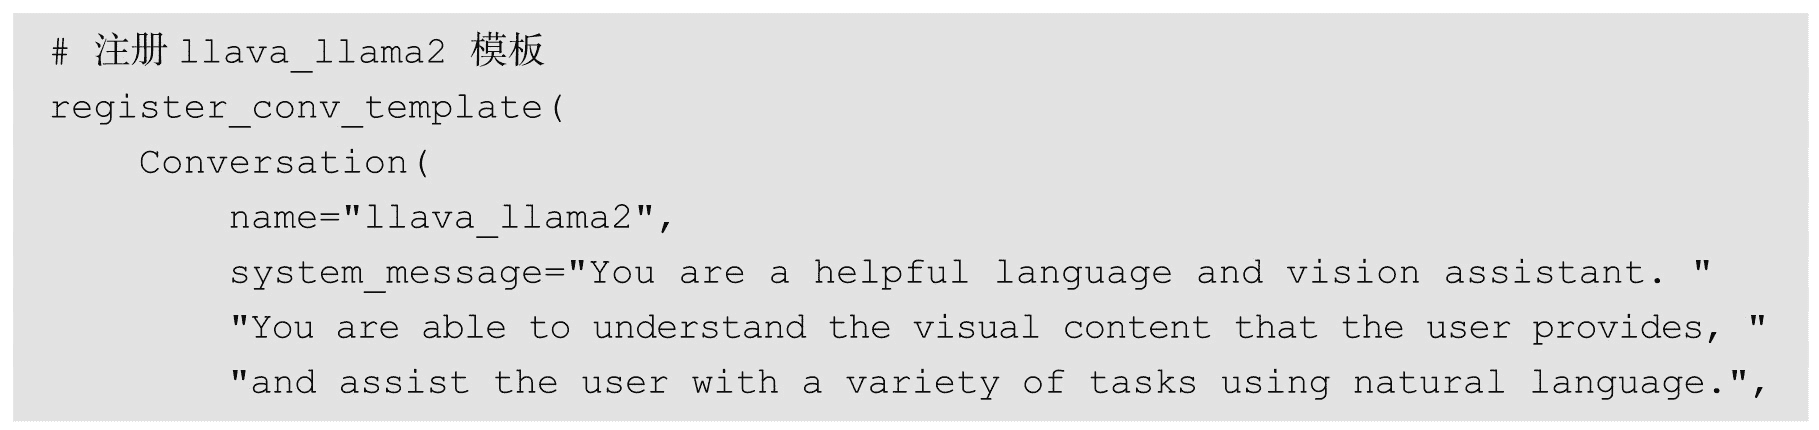 # 注册 llava_llama2 模板
register_conv_template(
    Conversation(
        name="llava_llama2",
        system_message="You are a helpful language and vision assistant. "
        "You are able to understand the visual content that the user provides, "
        "and assist the user with a variety of tasks using natural language.",